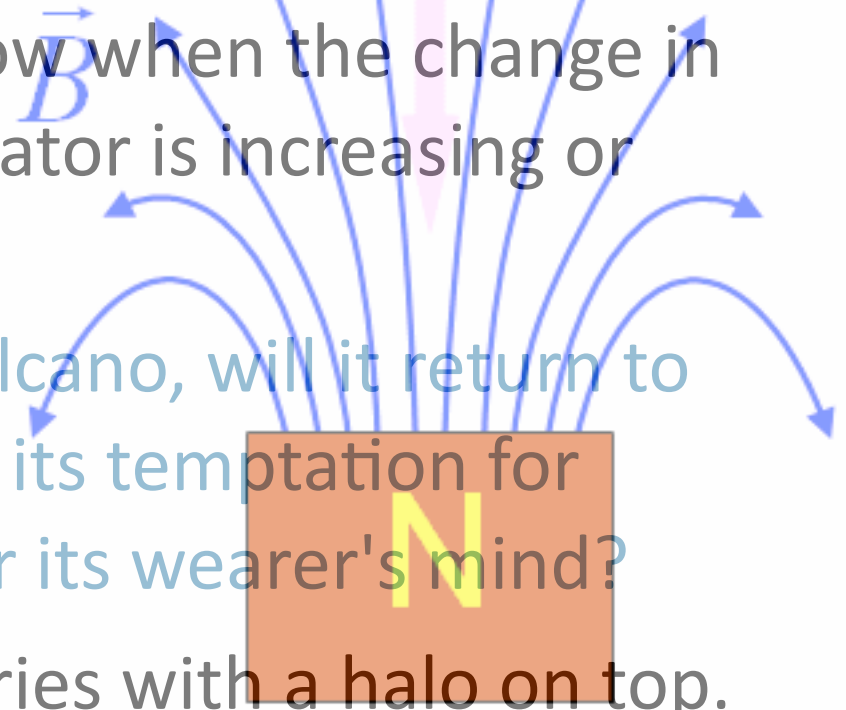 ow when the change in
B
ator is increasing or
lcano, will it return to
its temptation for
r its wearer's mind?
N
ries with a halo on top.